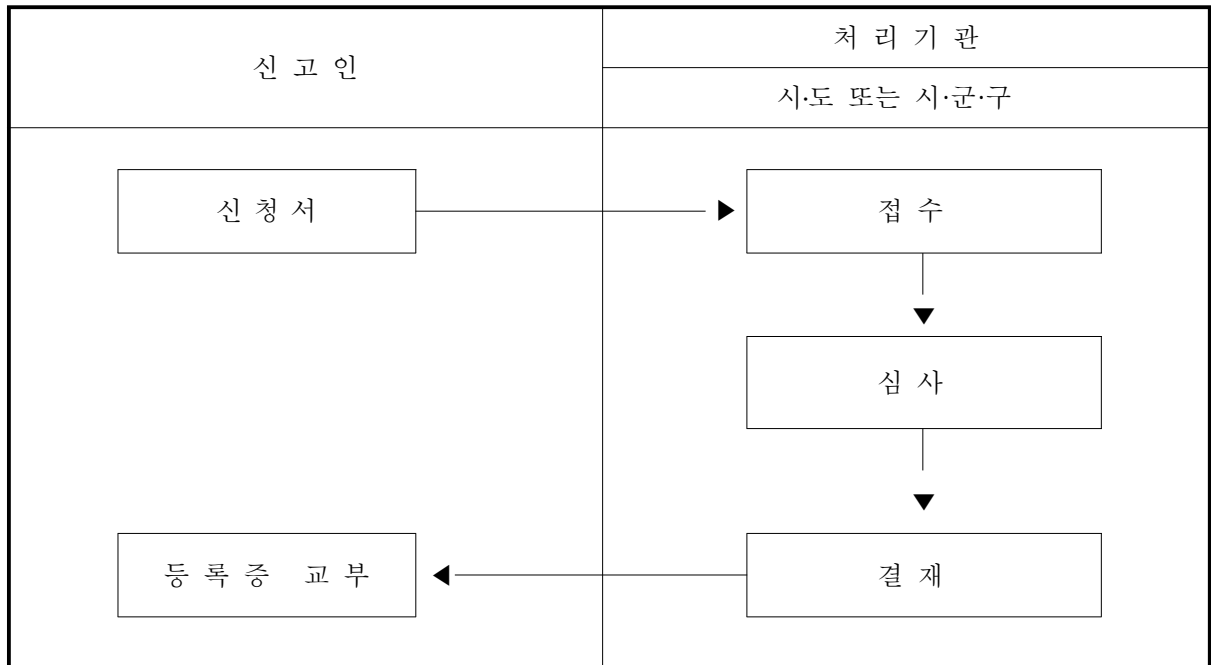 신 고 인
처 리 기 관
시·도 또는 시·군·구
신 청 서
접 수
심 사
등 록 증 교 부
결 재